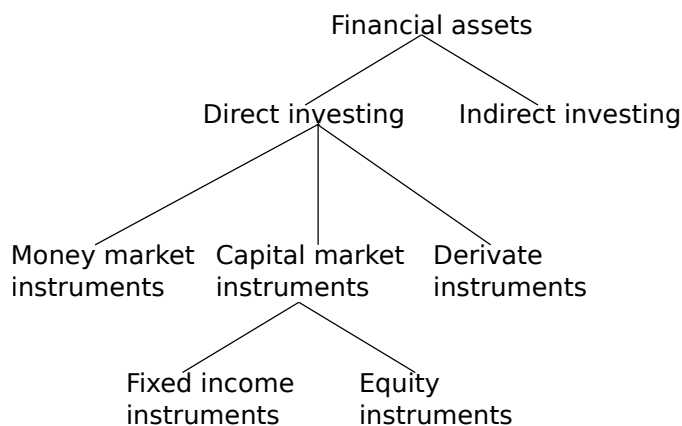 Financial assets
Direct investing
Indirect investing
Money market
instruments
Capital market
instruments
Derivate
instruments
Fixed income
instruments
Equity
instruments